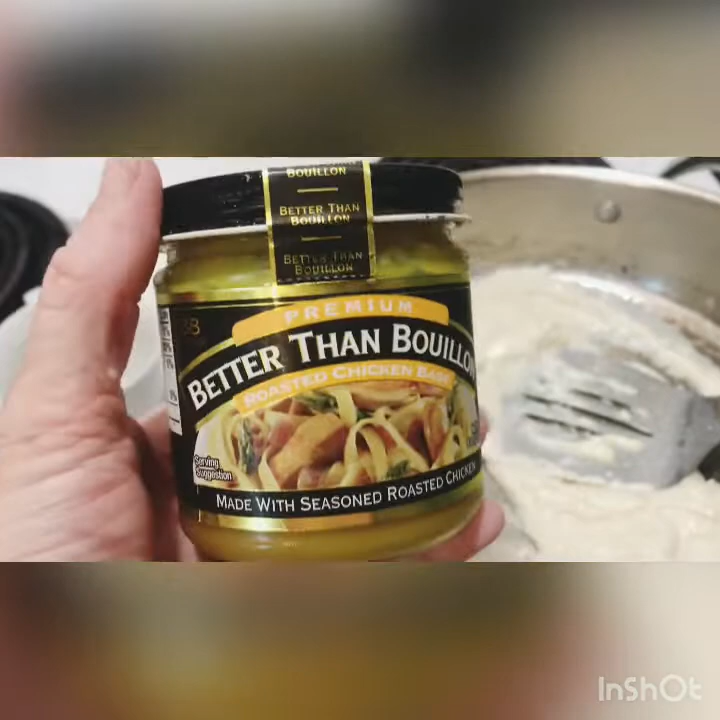 BOUILLON
BETTER THAN
BOUILLON
BETTER THAN
BOUILLON
PREMIUM
BETTER THAN BOUILLON
ROASTED CHICKEN BASE
Serving
Suggestion
MADE WITH SEASONED ROASTED CHICKEN
InShOt